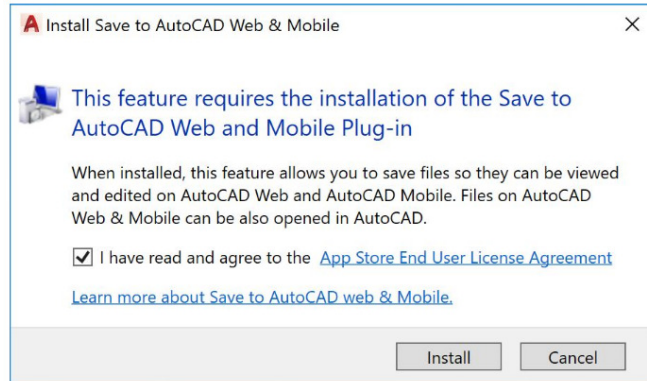 Install Save to AutoCAD Web & Mobile
This feature requires the installation of the Save to
AutoCAD Web and Mobile Plug-in
When installed, this feature allows you to save files so they can be viewed
and edited on AutoCAD Web and AutoCAD Mobile. Files on AutoCAD
Web & Mobile can be also opened in AutoCAD.
I have read and agree to the App Store End User License Agreement
Learn more about Save to AutoCAD web & Mobile.
Install Cancel